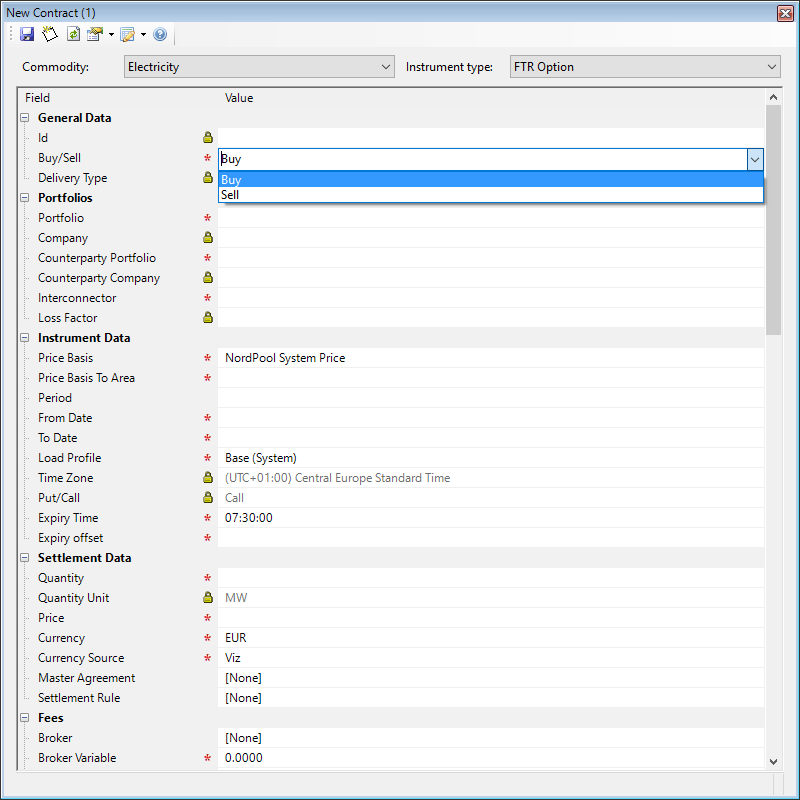 New Contract (1)
Commodity: Electricity Instrument type: FTR Option
Field Value
General Data
Id
Buy/Sell * Buy
Buy
Delivery Type
Sell
Portfolios
Portfolio *
Company
Counterparty Portfolio *
Counterparty Company
Interconnector *
Loss Factor
Instrument Data
Price Basis * NordPool System Price
Price Basis To Area *
Period
From Date *
To Date *
Load Profile * Base (System)
Time Zone (UTC+01:00) Central Europe Standard Time
Put/Call Call
Expiry Time * 07:30:00
Expiry offset *
Settlement Data
Quantity *
Quantity Unit MW
Price *
Currency * EUR
Currency Source * Viz
Master Agreement [None]
Settlement Rule [None]
Fees
Broker [None]
Broker Variable * 0.0000